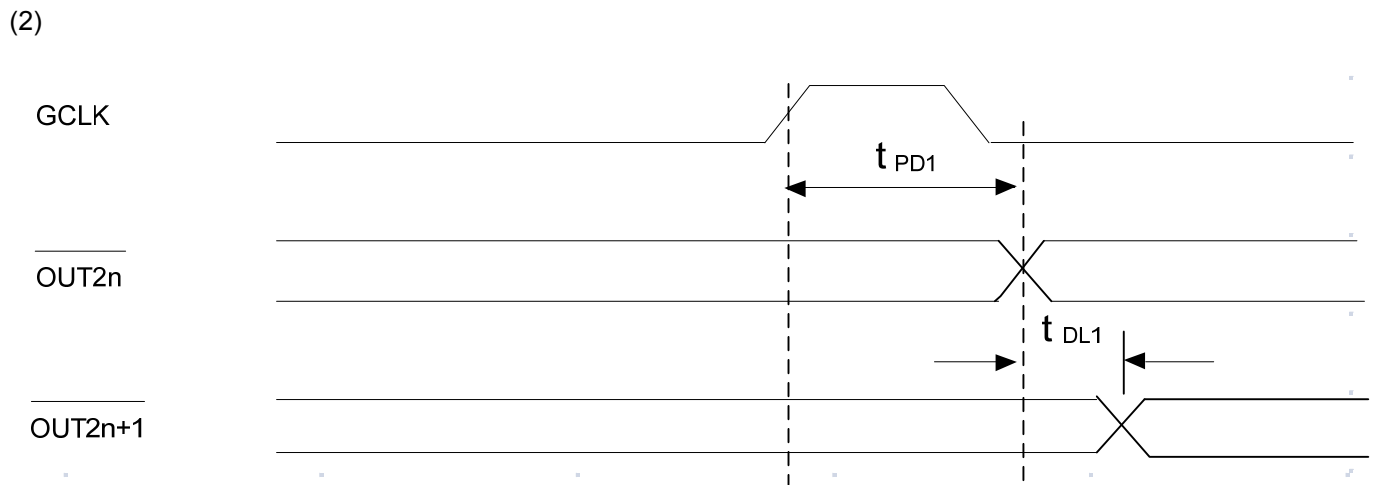 (2)
GCLK
t PD1
OUT2n
t DL1
OUT2n+1